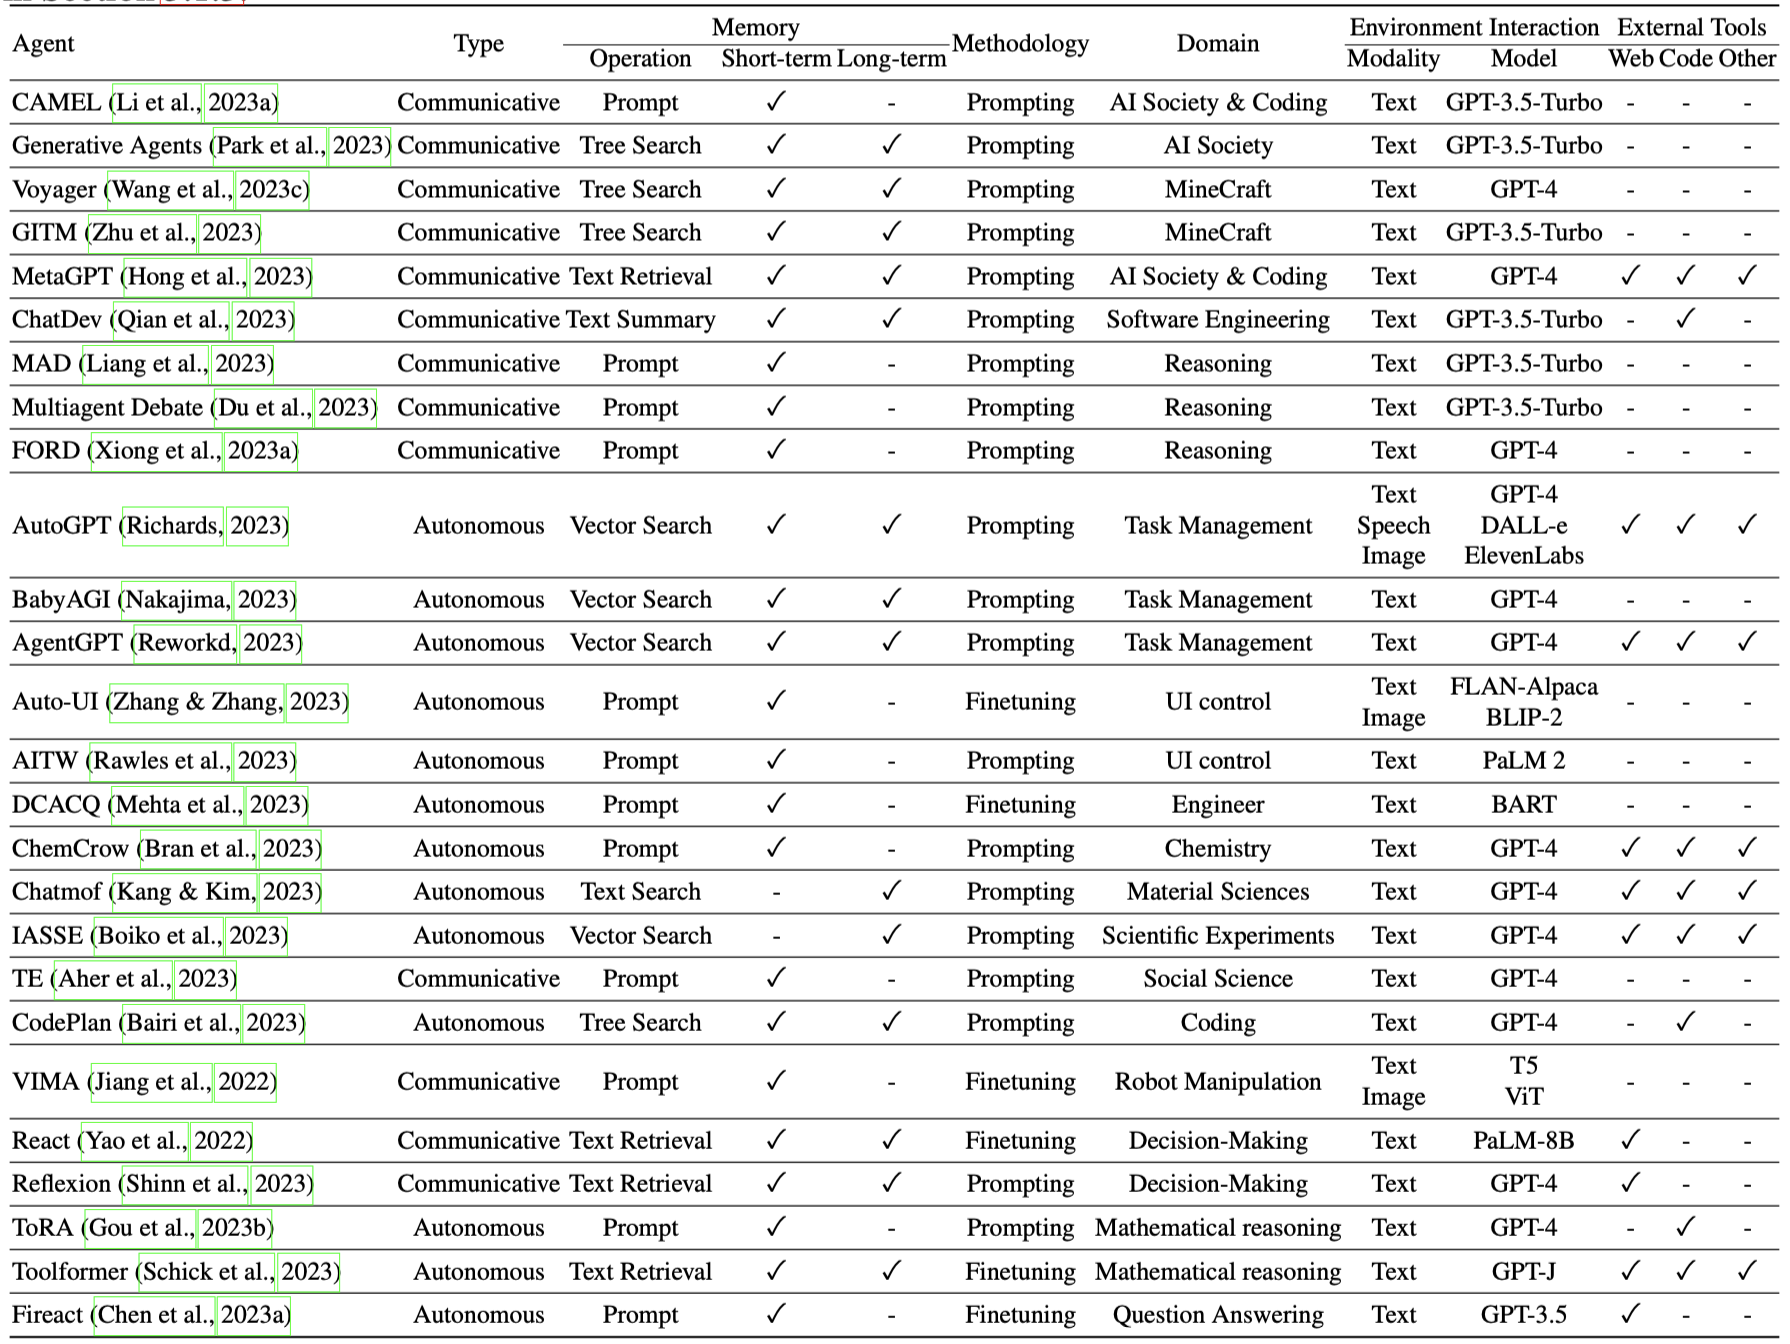 Agent Type Memory Methodology Domain Environment Interaction External Tools
Operation Short-term Long-term Modality Model Web Code Other
CAMEL (Li et al., 2023a) Communicative Prompt ✓ - Prompting AI Society & Coding Text GPT-3.5-Turbo - - -
Generative Agents (Park et al., 2023) Communicative Tree Search ✓ ✓ Prompting AI Society Text GPT-3.5-Turbo - - -
Voyager (Wang et al., 2023c) Communicative Tree Search ✓ ✓ Prompting MineCraft Text GPT-4 - - -
GITM (Zhu et al., 2023) Communicative Tree Search ✓ ✓ Prompting MineCraft Text GPT-3.5-Turbo - - -
MetaGPT (Hong et al., 2023) Communicative Text Retrieval ✓ ✓ Prompting AI Society & Coding Text GPT-4 ✓ ✓ ✓
ChatDev (Qian et al., 2023) Communicative Text Summary ✓ ✓ Prompting Software Engineering Text GPT-3.5-Turbo - ✓ -
MAD (Liang et al., 2023) Communicative Prompt ✓ - Prompting Reasoning Text GPT-3.5-Turbo - - -
Multiagent Debate (Du et al., 2023) Communicative Prompt ✓ - Prompting Reasoning Text GPT-3.5-Turbo - - -
FORD (Xiong et al., 2023a) Communicative Prompt ✓ - Prompting Reasoning Text GPT-4 - - -
Text GPT-4
AutoGPT (Richards, 2023) Autonomous Vector Search ✓ ✓ Prompting Task Management Speech DALL-e ✓ ✓ ✓
Image ElevenLabs
BabyAGI (Nakajima, 2023) Autonomous Vector Search ✓ ✓ Prompting Task Management Text GPT-4 - - -
AgentGPT (Reworkd, 2023) Autonomous Vector Search ✓ ✓ Prompting Task Management Text GPT-4 ✓ ✓ ✓
Text FLAN-Alpaca
Auto-UI (Zhang & Zhang, 2023) Autonomous Prompt ✓ - Finetuning UI control - - -
Image BLIP-2
AITW (Rawles et al., 2023) Autonomous Prompt ✓ - Prompting UI control Text PaLM 2 - - -
DCACQ (Mehta et al., 2023) Autonomous Prompt ✓ - Finetuning Engineer Text BART - - -
ChemCrow (Bran et al., 2023) Autonomous Prompt ✓ - Prompting Chemistry Text GPT-4 ✓ ✓ ✓
Chatmof (Kang & Kim, 2023) Autonomous Text Search - ✓ Prompting Material Sciences Text GPT-4 ✓ ✓ ✓
IASSE (Boiko et al., 2023) Autonomous Vector Search - ✓ Prompting Scientific Experiments Text GPT-4 ✓ ✓ ✓
TE (Aher et al., 2023) Communicative Prompt ✓ - Prompting Social Science Text GPT-4 - - -
CodePlan (Bairi et al., 2023) Autonomous Tree Search ✓ ✓ Prompting Coding Text GPT-4 - ✓ -
Text T5
VIMA (Jiang et al., 2022) Communicative Prompt ✓ - Finetuning Robot Manipulation - - -
Image ViT
React (Yao et al., 2022) Communicative Text Retrieval ✓ ✓ Finetuning Decision-Making Text PaLM-8B ✓ - -
Reflexion (Shinn et al., 2023) Communicative Text Retrieval ✓ ✓ Prompting Decision-Making Text GPT-4 ✓ - -
ToRA (Gou et al., 2023b) Autonomous Prompt ✓ - Prompting Mathematical reasoning Text GPT-4 - ✓ -
Toolformer (Schick et al., 2023) Autonomous Text Retrieval ✓ ✓ Finetuning Mathematical reasoning Text GPT-J ✓ ✓ ✓
Fireact (Chen et al., 2023a) Autonomous Prompt ✓ - Finetuning Question Answering Text GPT-3.5 ✓ - -